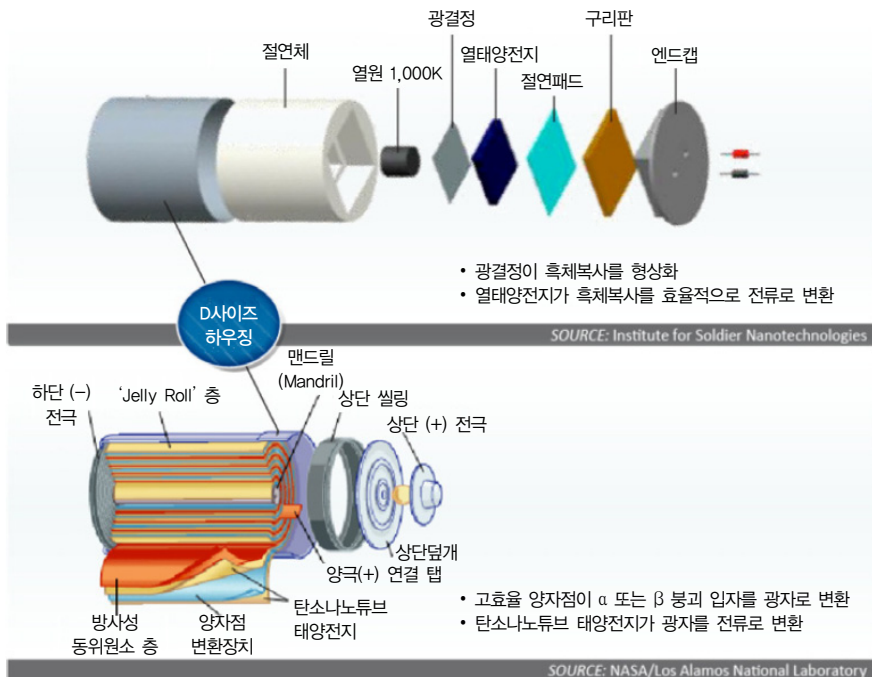 광결정
구리판
절연체
열태양전지
엔드캡
열원 1,000K
절연패드
• 광결정이 흑체복사를 형상화
• 열태양전지가 흑체복사를 효율적으로 전류로 변환
D사이즈
하우징
SOURCE: Institute for Soldier Nanotechnologies
맨드릴
(Mandril)
하단 (–)
전극
‘Jelly Roll’ 층
상단 씰링
상단 (+) 전극
상단덮개
양극(+) 연결 탭
방사성
동위원소 층
양자점
변환장치
탄소나노튜브
태양전지
• 고효율 양자점이 α 또는 β 붕괴 입자를 광자로 변환
• 탄소나노튜브 태양전지가 광자를 전류로 변환
SOURCE: NASA/Los Alamos National Laboratory